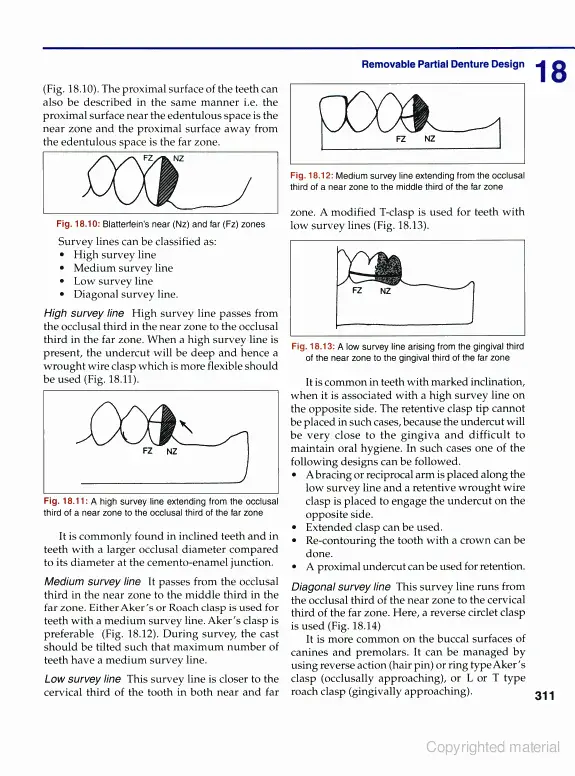 Removable Partial Denture Design
18
(Fig. 18.10). The proximal surface of the teeth can
also be described in the same manner i.e. the
proximal surface near the edentulous space is the
near zone and the proximal surface away from
the edentulous space is the far zone.
FZ NZ
Fig. 18.10: Blatterfein's near (Nz) and far (Fz) zones
Survey lines can be classified as:
• High survey line
• Medium survey line
• Low survey line
• Diagonal survey line.
High survey line High survey line passes from
the occlusal third in the near zone to the occlusal
third in the far zone. When a high survey line is
present, the undercut will be deep and hence a
wrought wire clasp which is more flexible should
be used (Fig. 18.11).
FZ NZ
Fig. 18.11: A high survey line extending from the occlusal
third of a near zone to the occlusal third of the far zone
It is commonly found in inclined teeth and in
teeth with a larger occlusal diameter compared
to its diameter at the cemento-enamel junction.
Medium survey line It passes from the occlusal
third in the near zone to the middle third in the
far zone. Either Aker's or Roach clasp is used for
teeth with a medium survey line. Aker's clasp is
preferable (Fig. 18.12). During survey, the cast
should be tilted such that maximum number of
teeth have a medium survey line.
Low survey line This survey line is closer to the
cervical third of the tooth in both near and far
FZ NZ
Fig. 18.12: Medium survey line extending from the occlusal
third of a near zone to the middle third of the far zone
zone. A modified T-clasp is used for teeth with
low survey lines (Fig. 18.13).
FZ NZ
Fig. 18.13: A low survey line arising from the gingival third
of the near zone to the gingival third of the far zone
It is common in teeth with marked inclination,
when it is associated with a high survey line on
the opposite side. The retentive clasp tip cannot
be placed in such cases, because the undercut will
be very close to the gingiva and difficult to
maintain oral hygiene. In such cases one of the
following designs can be followed.
• A bracing or reciprocal arm is placed along the
low survey line and a retentive wrought wire
clasp is placed to engage the undercut on the
opposite side.
• Extended clasp can be used.
• Re-contouring the tooth with a crown can be
done.
• A proximal undercut can be used for retention.
Diagonal survey line This survey line runs from
the occlusal third of the near zone to the cervical
third of the far zone. Here, a reverse circlet clasp
is used (Fig. 18.14)
It is more common on the buccal surfaces of
canines and premolars. It can be managed by
using reverse action (hair pin) or ring type Aker's
clasp (occlusally approaching), or L or T type
roach clasp (gingivally approaching).
311
Copyrighted material